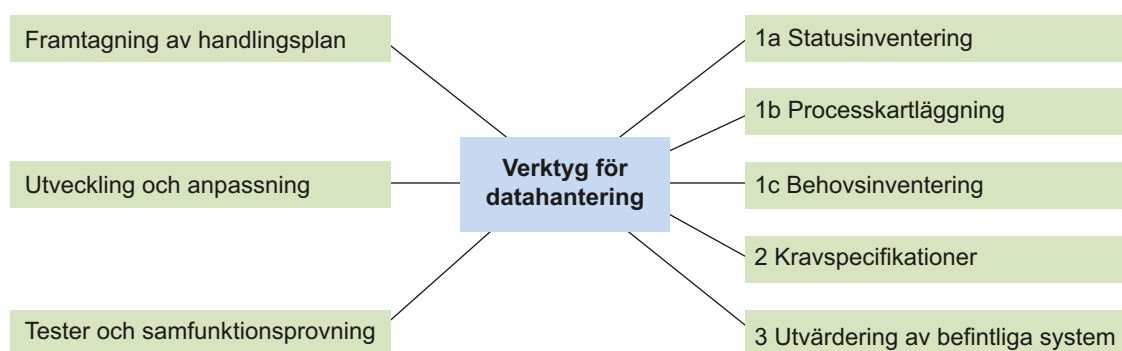 Framtagning av handlingsplan
Utveckling och anpassning
Tester och samfunktionsprovning
Verktyg för
datahantering
1a Statusinventering
1b Processkartläggning
1c Behovsinventering
2 Kravspecifikationer
3 Utvärdering av befintliga system